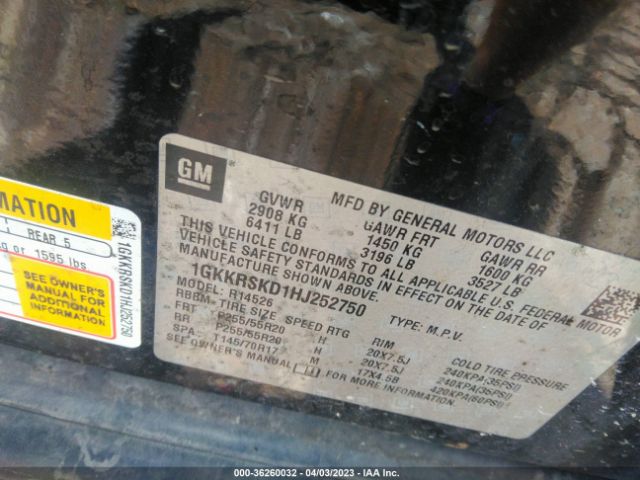 MATION
REAR 5
or 1595 lbs
SEE OWNER'S
MANUAL FOR
ADDITIONAL
INFORMATION
1GKKRSKD1HJ252750
GM
MFD BY GENERAL MOTORS LLC
GVWR GAWR FRT GAWR RR
2908 KG 1450 KG 1600 KG
6411 LB 3196 LB 3527 LB
THIS VEHICLE CONFORMS TO ALL APPLICABLE U.S. FEDERAL MOTOR
VEHICLE SAFETY STANDARDS IN EFFECT ON THE DATE OF
MANUFACTURE SHOWN ABOVE.
1GKKRSKD1HJ252750 TYPE: M.P.V.
MODEL: R14526
RBBM- TIRE SIZE SPEED RTG RIM COLD TIRE PRESSURE
FRT P255/55R20 H 20X7.5J 240KPA(35PSI)
RR P255/55R20 H 20X7.5J 240KPA(35PSI)
SPA T145/70R17 M 17X4.5B 420KPA(60PSI)
SEE OWNER'S MANUAL FOR ADDITIONAL INFORMATION.
000-36260032 - 04/03/2023 - IAA Inc.